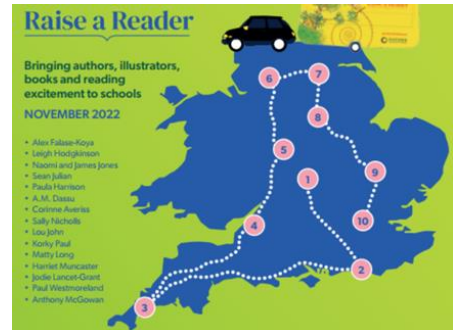 Raise a Reader
Bringing authors, illustrators,
books and reading
excitement to schools
NOVEMBER 2022
• Alex Falase-Koya
• Leigh Hodgkinson
• Naomi and James Jones
• Sean Julian
• Paula Harrison
• A.M. Dassu
• Corinne Averiss
• Sally Nicholls
• Lou John
• Korky Paul
• Matty Long
• Harriet Muncaster
• Jodie Lancet-Grant
• Paul Westmoreland
• Anthony McGowan
6
7
8
5
1
9
10
4
2
3